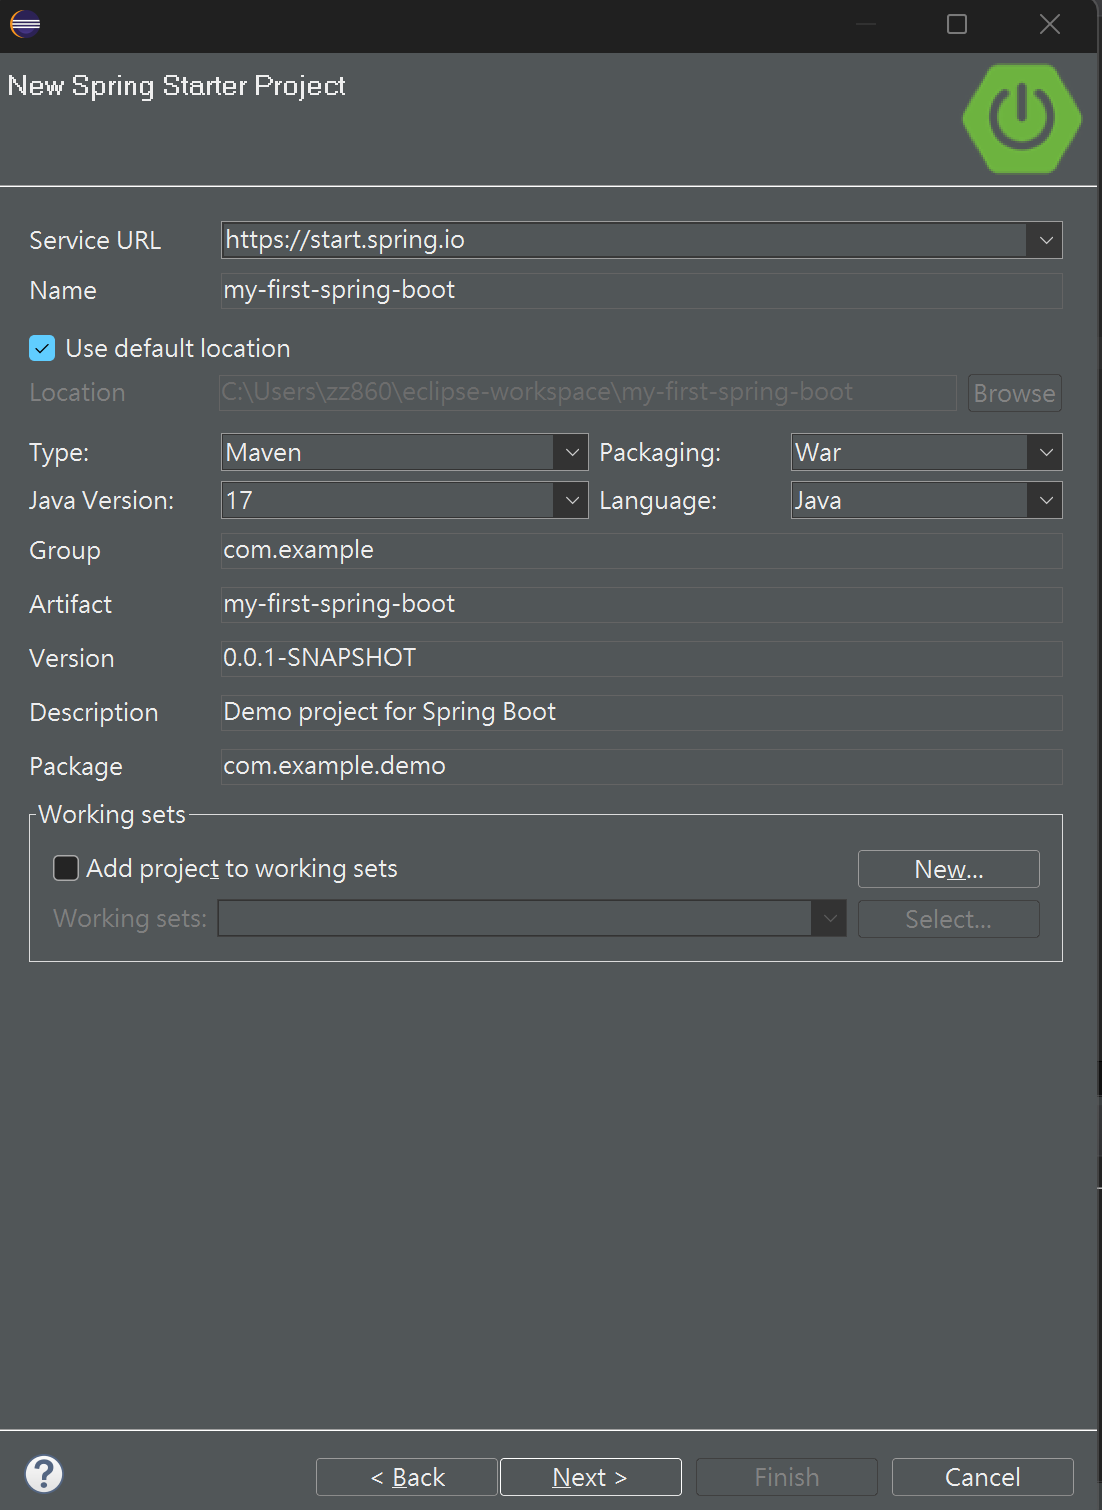 New Spring Starter Project
Service URL https://start.spring.io
Name my-first-spring-boot
Use default location
Location C:\Users\zz860\eclipse-workspace\my-first-spring-boot Browse
Type: Maven Packaging: War
Java Version: 17 Language: Java
Group com.example
Artifact my-first-spring-boot
Version 0.0.1-SNAPSHOT
Description Demo project for Spring Boot
Package com.example.demo
Working sets
Add project to working sets New...
Working sets: Select...
? < Back Next > Finish Cancel